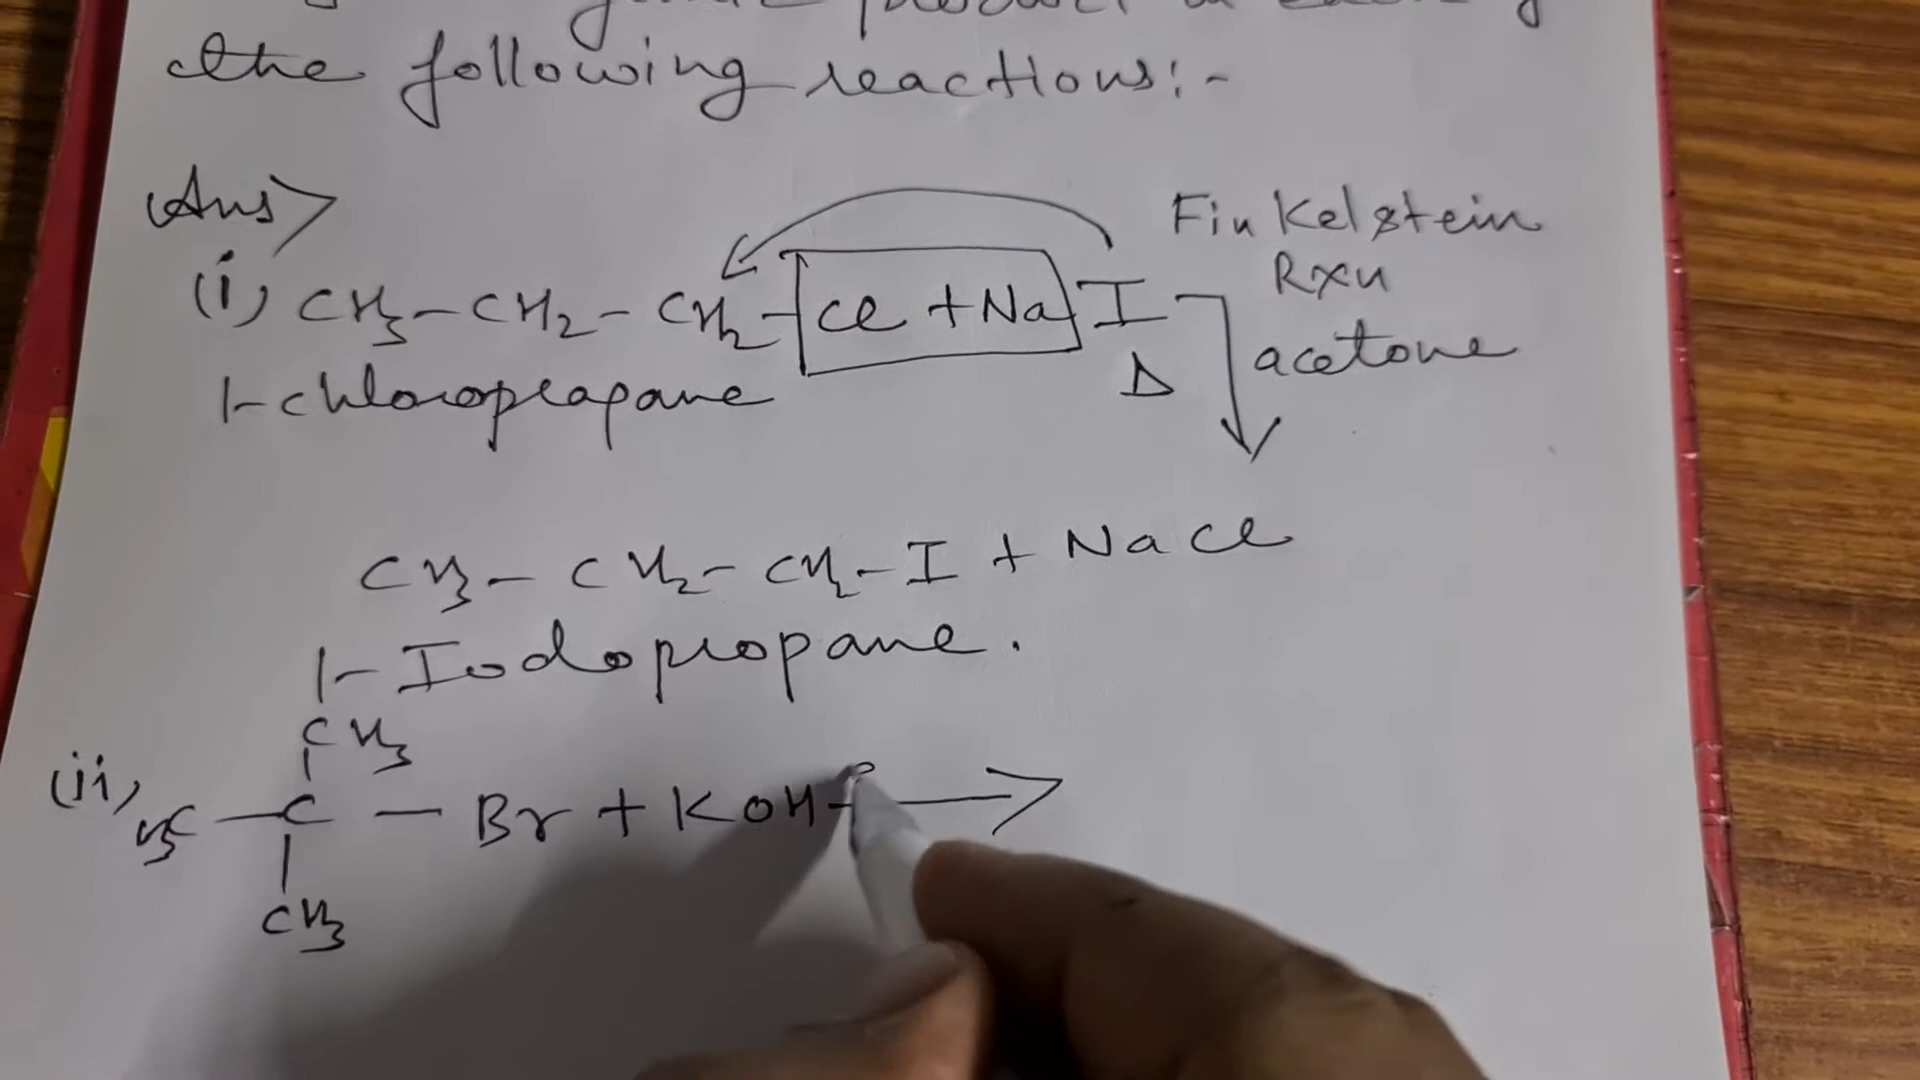 the following reactions:-
Ans>
(i) CH3-CH2-CH2-Cl + NaI
Finkelstein
Rxn
acetone
Δ
1-chloropropane
CH3-CH2-CH2-I + NaCl
1-Iodopropane.
CH3
(ii) H3C-C-Br + KOH
CH3